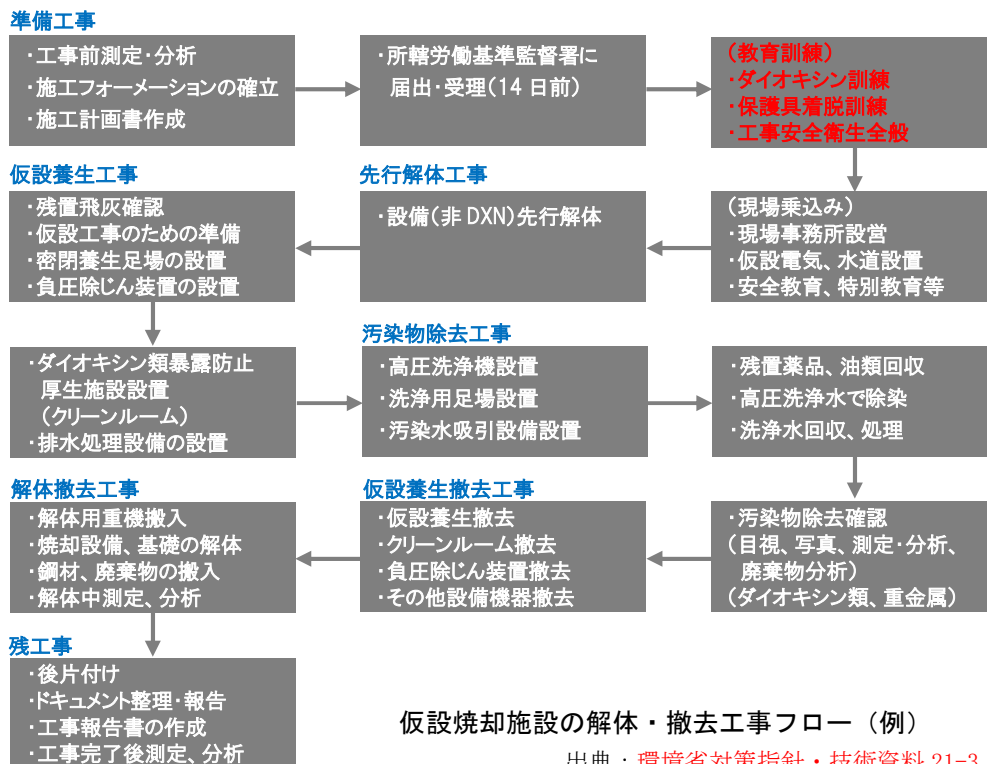 準備工事
・工事前測定・分析
・施工フォーメーションの確立
・施工計画書作成
・所轄労働基準監督署に
届出・受理(14 日前)
(教育訓練)
・ダイオキシン訓練
・保護具着脱訓練
・工事安全衛生全般
仮設養生工事
・残置飛灰確認
・仮設工事のための準備
・密閉養生足場の設置
・負圧除じん装置の設置
先行解体工事
・設備(非 DXN)先行解体
(現場乗込み)
・現場事務所設営
・仮設電気、水道設置
・安全教育、特別教育等
・ダイオキシン類暴露防止
厚生施設設置
(クリーンルーム)
・排水処理設備の設置
汚染物除去工事
・高圧洗浄機設置
・洗浄用足場設置
・汚染水吸引設備設置
・残置薬品、油類回収
・高圧洗浄水で除染
・洗浄水回収、処理
解体撤去工事
・解体用重機搬入
・焼却設備、基礎の解体
・鋼材、廃棄物の搬入
・解体中測定、分析
仮設養生撤去工事
・仮設養生撤去
・クリーンルーム撤去
・負圧除じん装置撤去
・その他設備機器撤去
・汚染物除去確認
(目視、写真、測定・分析、
廃棄物分析)
(ダイオキシン類、重金属)
残工事
・後片付け
・ドキュメント整理・報告
・工事報告書の作成
・工事完了後測定、分析
仮設焼却施設の解体・撤去工事フロー(例)
出典:環境省対策指針・技術資料 21-3